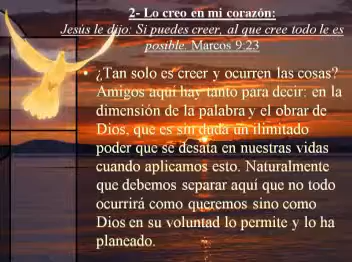 2- Lo creo en mi corazón:
Jesús le dijo: Si puedes creer, al que cree todo le es
posible. Marcos 9:23
• ¿Tan solo es creer y ocurren las cosas?
Amigos aquí hay tanto para decir: en la
dimensión de la palabra y el obrar de
Dios, que es sin duda un ilimitado
poder que se desata en nuestras vidas
cuando aplicamos esto. Naturalmente
que debemos separar aquí que no todo
ocurrirá como queremos sino como
Dios en su voluntad lo permite y lo ha
planeado.